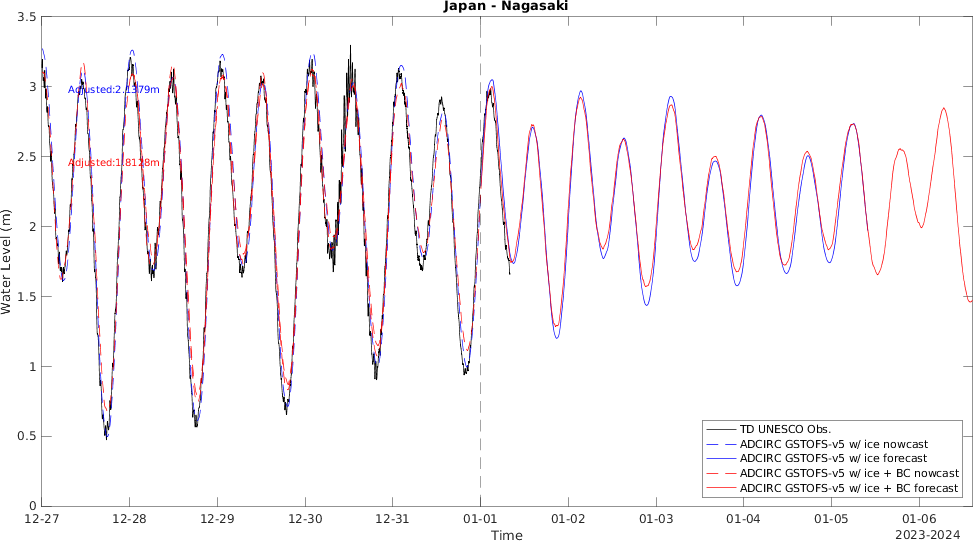 Japan - Nagasaki
3.5
3
2.5
2
1.5
1
0.5
0
Water Level (m)
Adjusted:2.1379m
Adjusted:1.8128m
TD UNESCO Obs.
ADCIRC GSTOFS-v5 w/ ice nowcast
ADCIRC GSTOFS-v5 w/ ice forecast
ADCIRC GSTOFS-v5 w/ ice + BC nowcast
ADCIRC GSTOFS-v5 w/ ice + BC forecast
12-27 12-28 12-29 12-30 12-31 01-01 01-02 01-03 01-04 01-05 01-06
Time
2023-2024